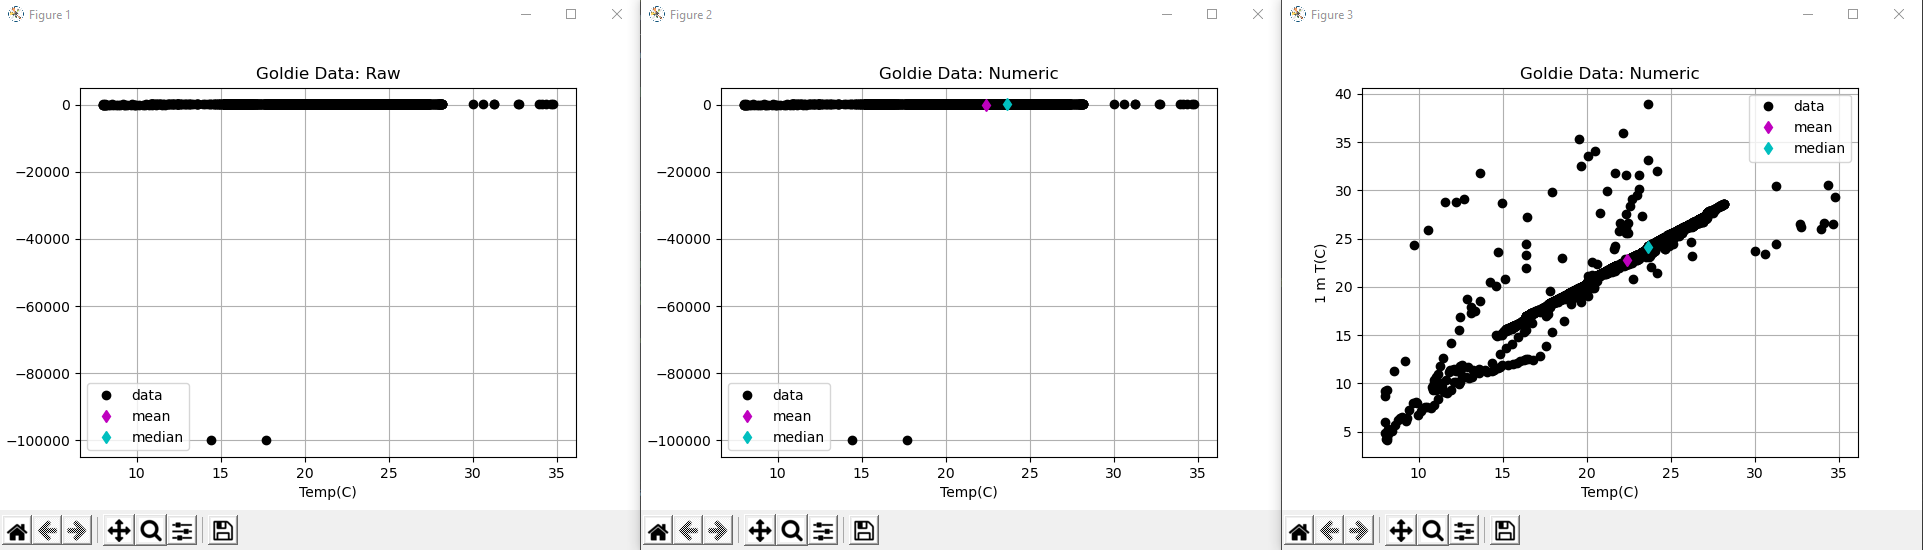 Figure 1
Goldie Data: Raw
0
−20000
−40000
−60000
−80000
−100000
data
mean
median
10 15 20 25 30 35
Temp(C)
Figure 2
Goldie Data: Numeric
0
−20000
−40000
−60000
−80000
−100000
data
mean
median
10 15 20 25 30 35
Temp(C)
Figure 3
Goldie Data: Numeric
1 m T(C)
40
35
30
25
20
15
10
5
data
mean
median
10 15 20 25 30 35
Temp(C)